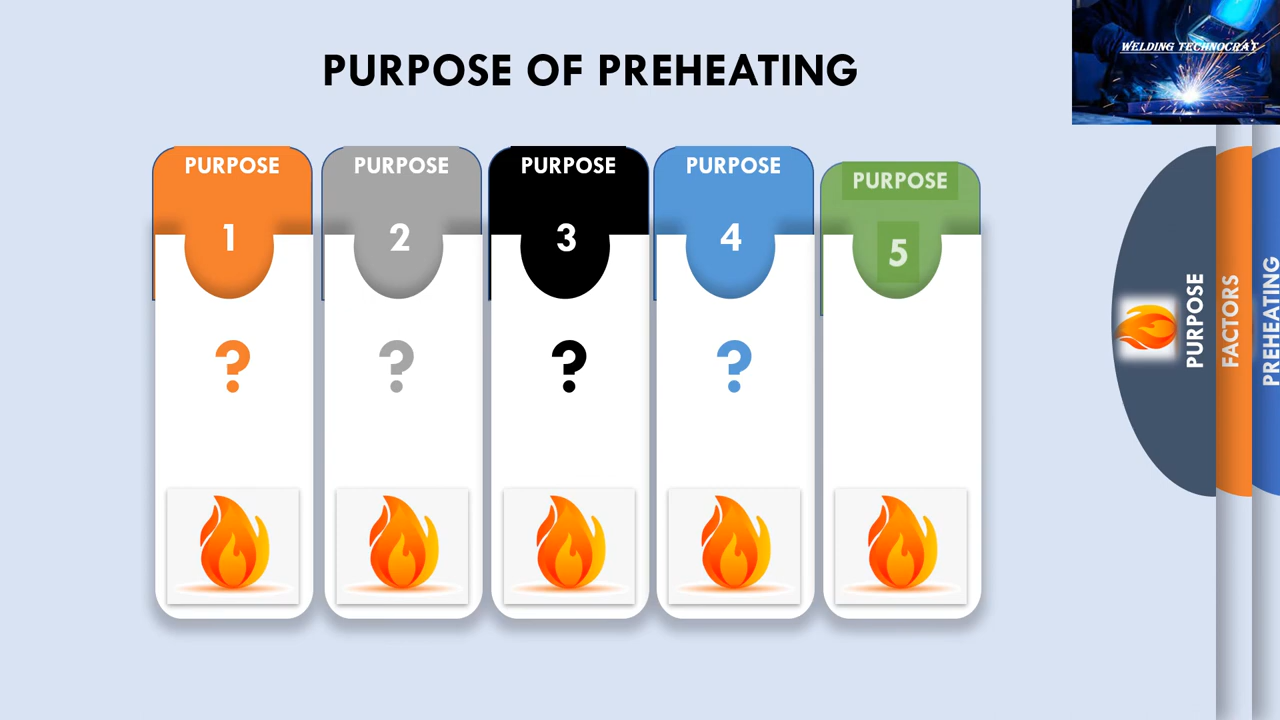 PURPOSE OF PREHEATING
WELDING TECHNOCRAT
PURPOSE
1
?
PURPOSE
2
?
PURPOSE
3
?
PURPOSE
4
?
PURPOSE
5
PURPOSE
FACTORS
PREHEATING